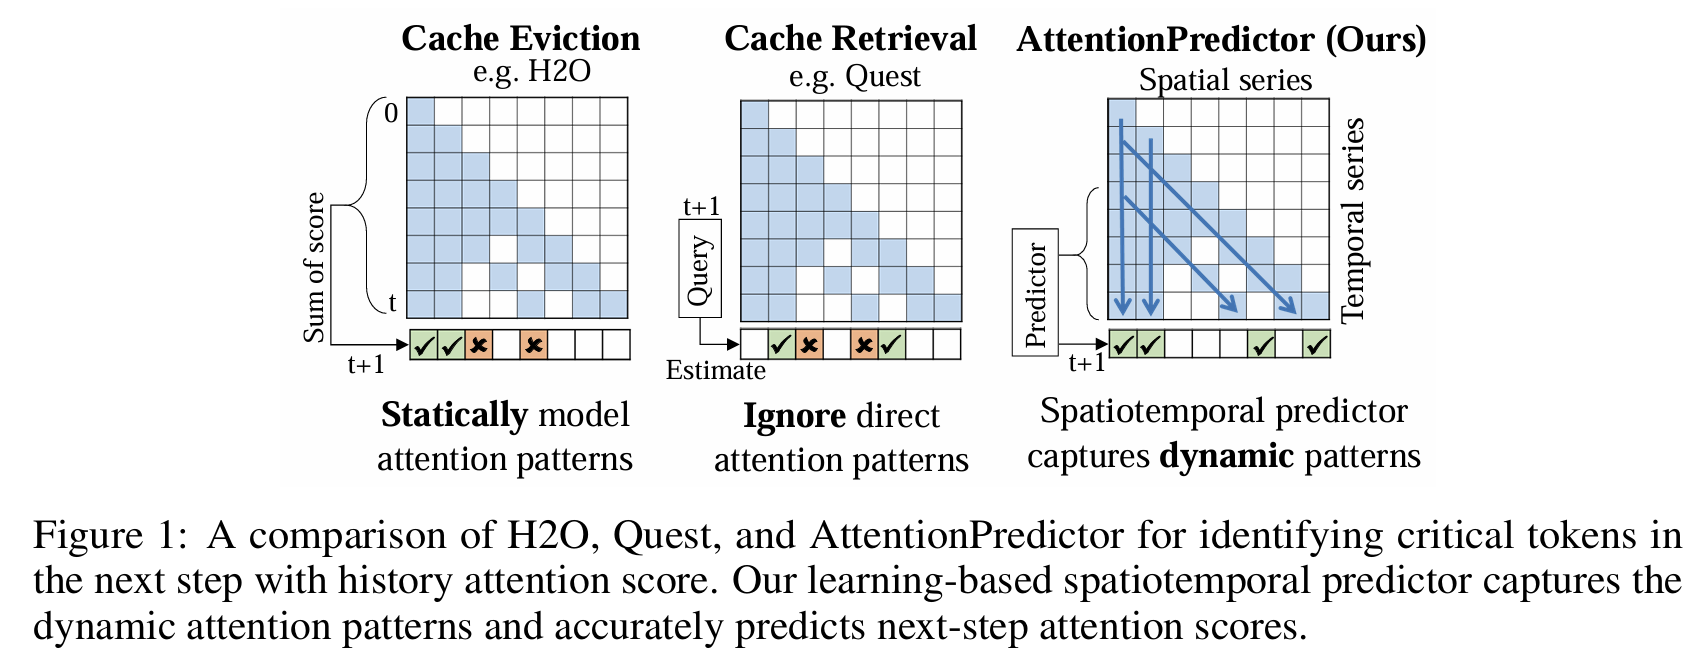 Cache Eviction
e.g. H2O
0
Sum of score
t
t+1
Statically model
attention patterns
Cache Retrieval
e.g. Quest
t+1
Query
Estimate
Ignore direct
attention patterns
AttentionPredictor (Ours)
Spatial series
Temporal series
Predictor
t+1
Spatiotemporal predictor
captures dynamic patterns
Figure 1: A comparison of H2O, Quest, and AttentionPredictor for identifying critical tokens in
the next step with history attention score. Our learning-based spatiotemporal predictor captures the
dynamic attention patterns and accurately predicts next-step attention scores.